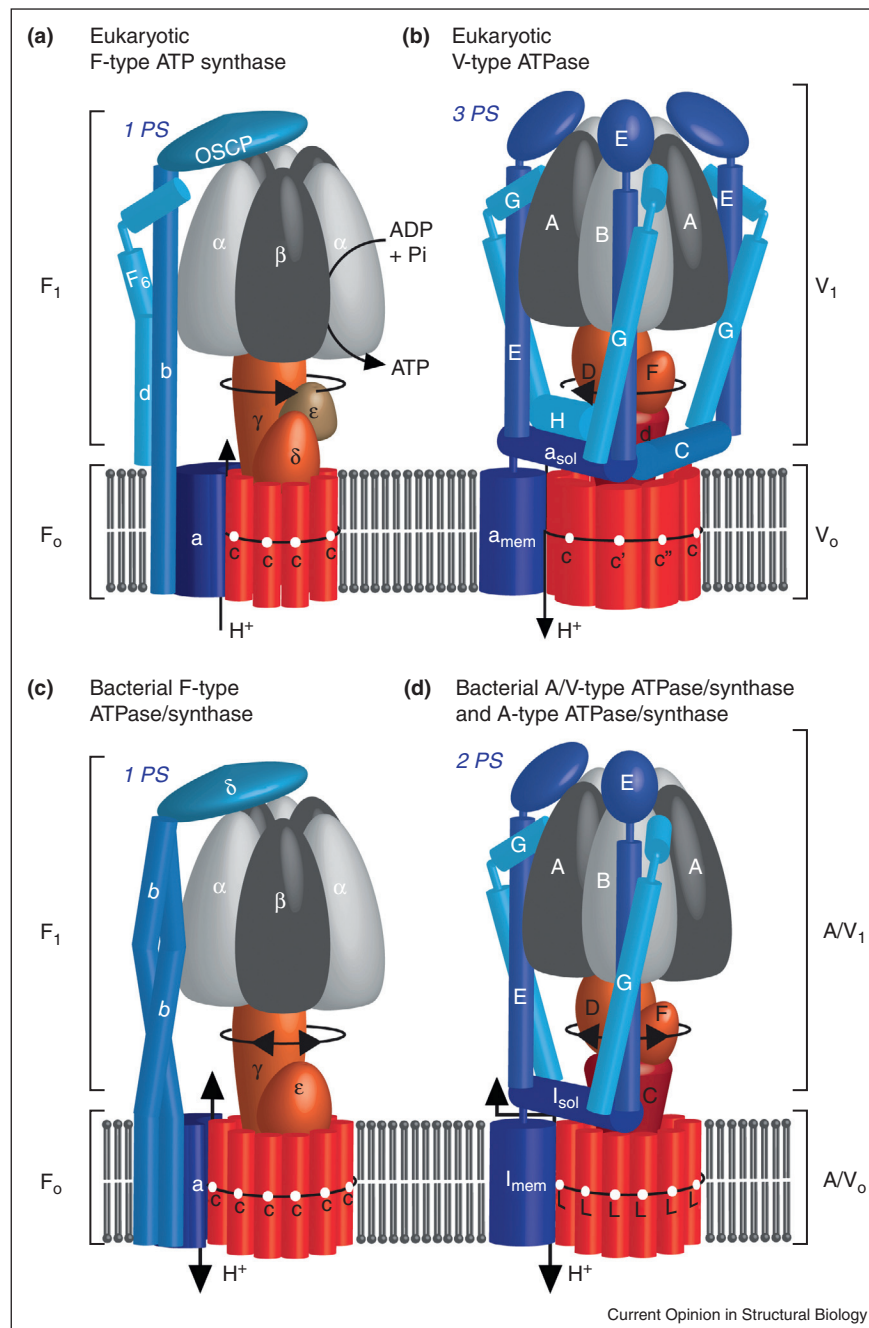 (a) Eukaryotic
F-type ATP synthase
1 PS
OSCP
F6
d
b
α
β
α
ADP
+ Pi
ATP
γ
ε
δ
F1
Fo
a
c
c
c
c
H+
(b) Eukaryotic
V-type ATPase
3 PS
E
G
E
A
B
A
G
G
E
D
F
H
d
asol
C
V1
Vo
amem
c
c'
c"
c
H+
(c) Bacterial F-type
ATPase/synthase
1 PS
δ
b
α
β
α
b
γ
ε
F1
Fo
a
c
c
c
c
c
c
H+
(d) Bacterial A/V-type ATPase/synthase
and A-type ATPase/synthase
2 PS
E
G
A
B
A
E
G
D
F
Isol
C
A/V1
A/Vo
Imem
L
L
L
L
L
L
H+
Current Opinion in Structural Biology